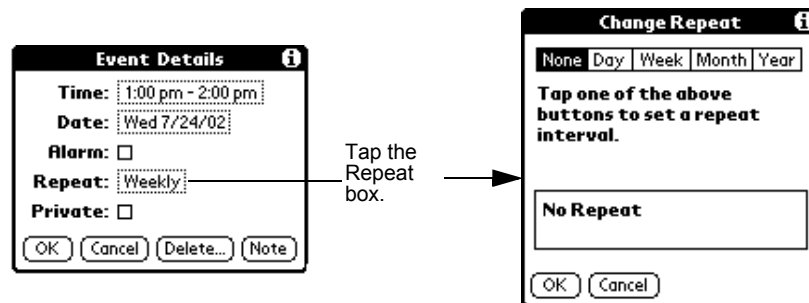 Event Details
Time: 1:00 pm - 2:00 pm
Date: Wed 7/24/02
Alarm:
Repeat: Weekly
Private:
OK Cancel Delete... Note
Tap the
Repeat
box.
Change Repeat
None Day Week Month Year
Tap one of the above
buttons to set a repeat
interval.
No Repeat
OK Cancel